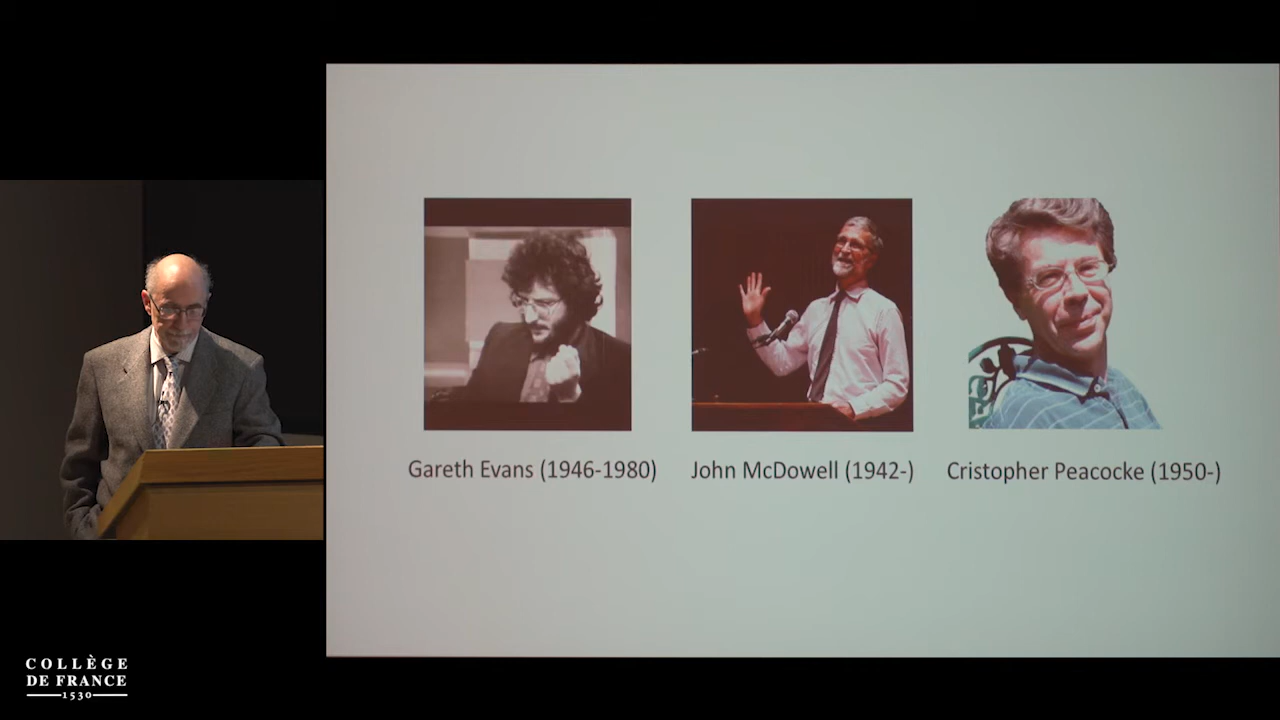 Gareth Evans (1946-1980)
John McDowell (1942-)
Cristopher Peacocke (1950-)
COLLÈGE
DE FRANCE
1530